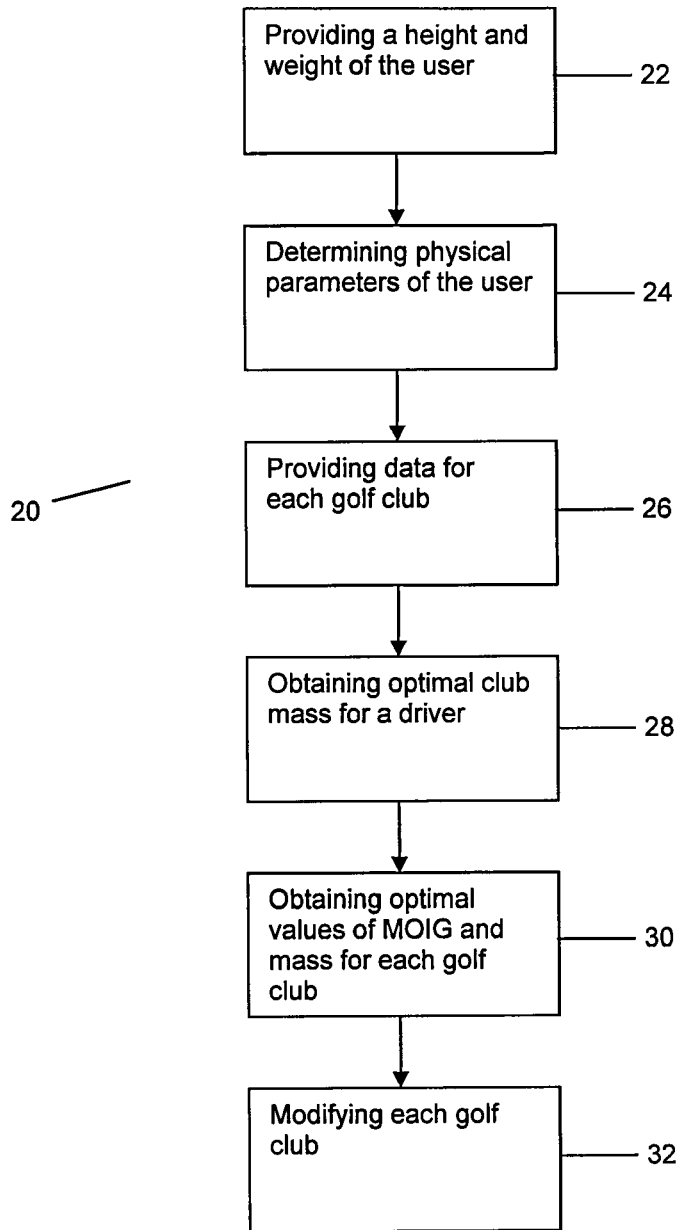 Providing a height and
weight of the user
22
Determining physical
parameters of the user
24
Providing data for
each golf club
26
20
Obtaining optimal club
mass for a driver
28
Obtaining optimal
values of MOIG and
mass for each golf
club
30
Modifying each golf
club
32